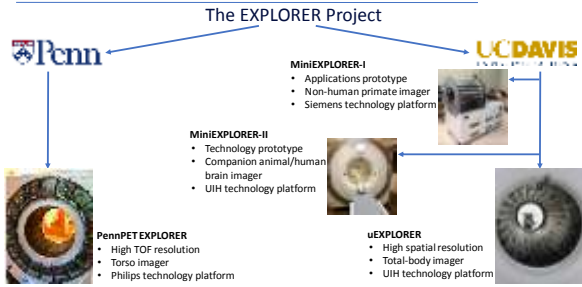 The EXPLORER Project
Penn
UCDAVIS
MiniEXPLORER-I
• Applications prototype
• Non-human primate imager
• Siemens technology platform
MiniEXPLORER-II
• Technology prototype
• Companion animal/human
brain imager
• UIH technology platform
PennPET EXPLORER
• High TOF resolution
• Torso imager
• Philips technology platform
uEXPLORER
• High spatial resolution
• Total-body imager
• UIH technology platform